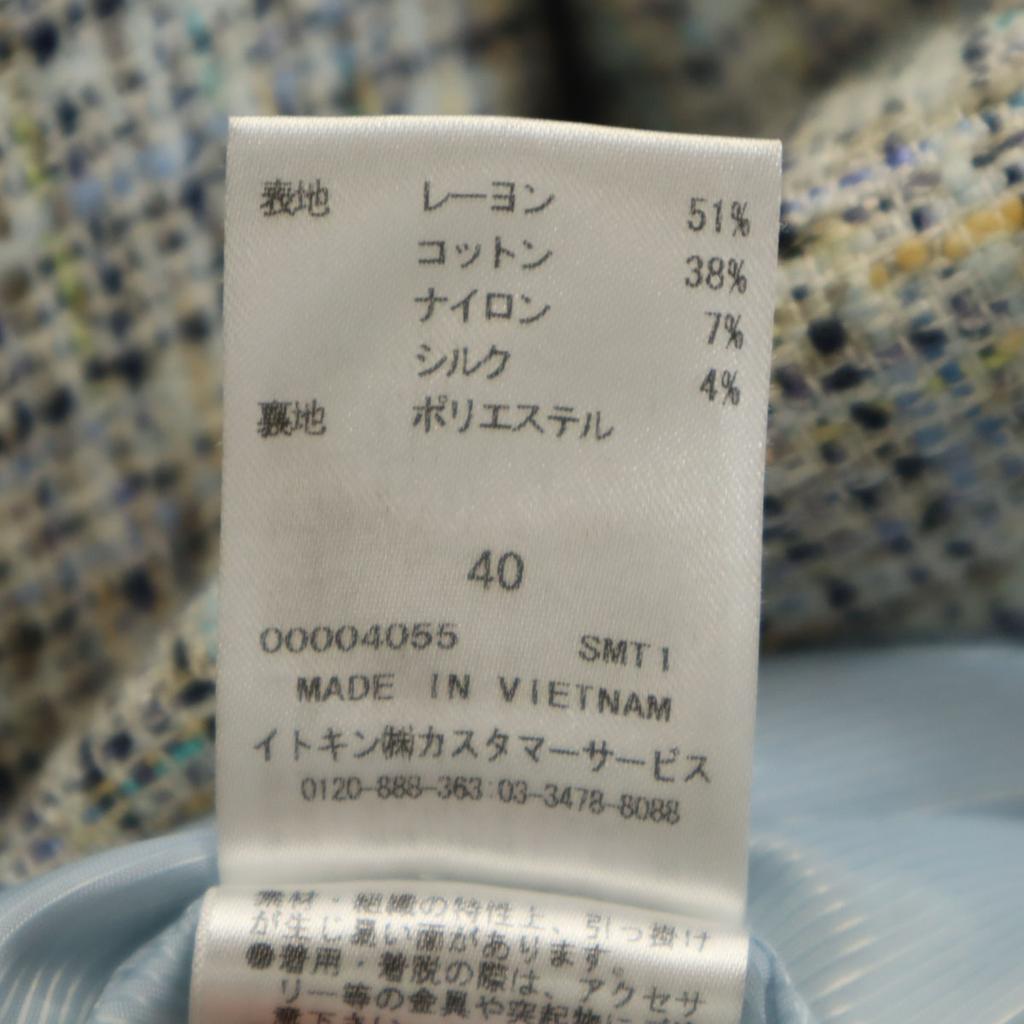 表地 レーヨン 51%
コットン 38%
ナイロン 7%
シルク 4%
裏地 ポリエステル
40
00004055 SMT1
MADE IN VIETNAM
イトキン㈱カスタマーサービス
0120-888-363:03-3478-8088
素材・組織の特性上、引っ掛け
が生じ易い面があります。
●着用・着脱の際は、アクセサ
リー等の金具や突起物に
意下さい